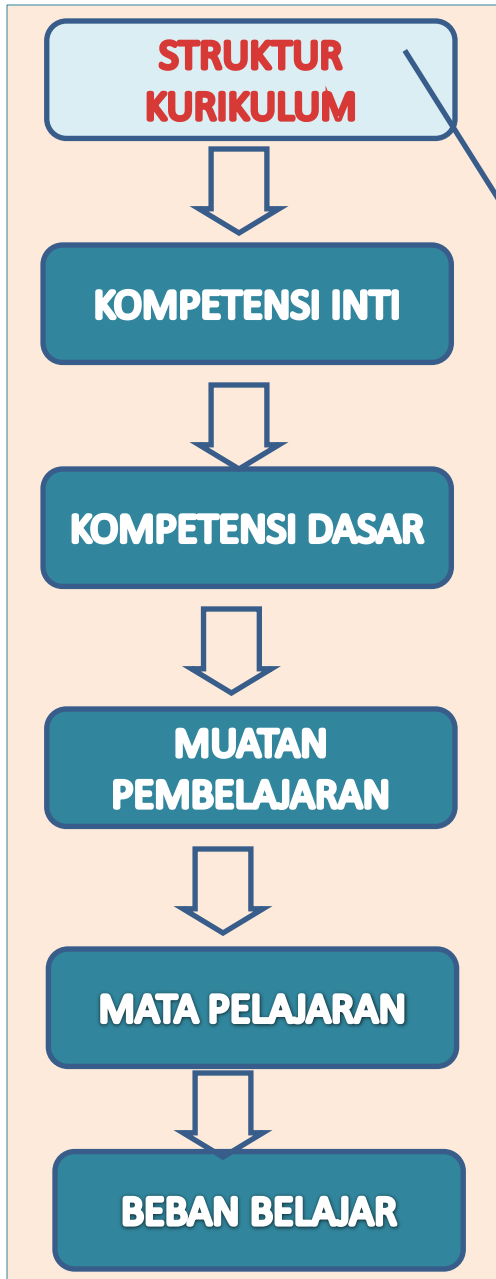 STRUKTUR
KURIKULUM
KOMPETENSI INTI
KOMPETENSI DASAR
MUATAN
PEMBELAJARAN
MATA PELAJARAN
BEBAN BELAJAR